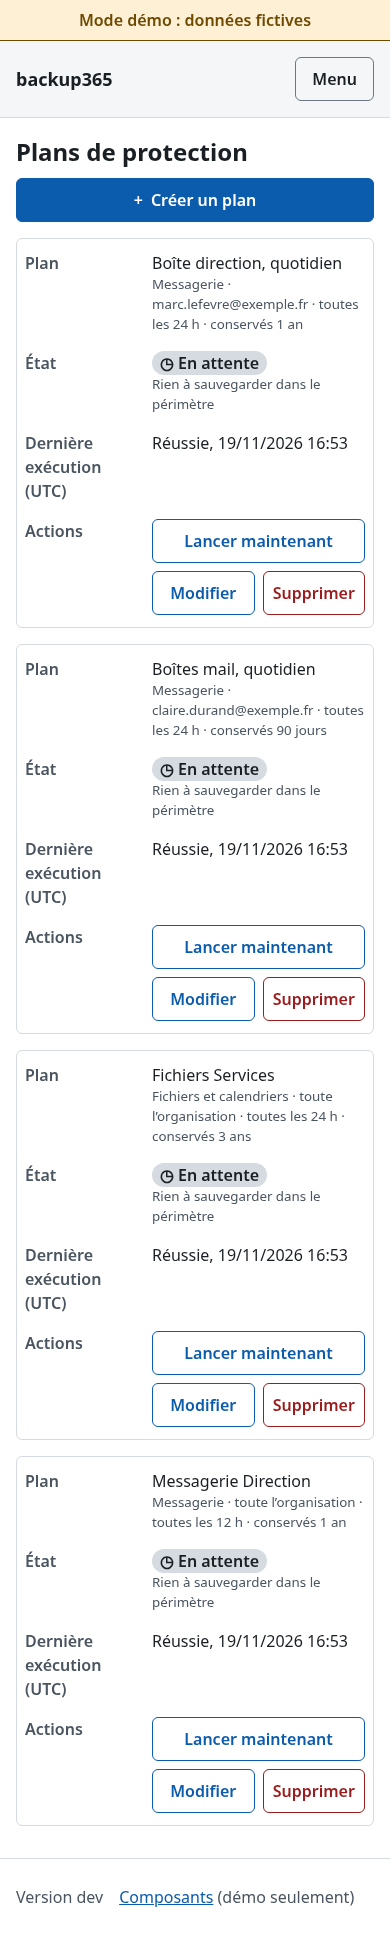 Mode démo : données fictives
backup365
Menu
Plans de protection
+ Créer un plan
Plan
Boîte direction, quotidien
Messagerie ·
marc.lefevre@exemple.fr · toutes
les 24 h · conservés 1 an
État
En attente
Rien à sauvegarder dans le
périmètre
Dernière
exécution
(UTC)
Réussie, 19/11/2026 16:53
Actions
Lancer maintenant
Modifier
Supprimer
Plan
Boîtes mail, quotidien
Messagerie ·
claire.durand@exemple.fr · toutes
les 24 h · conservés 90 jours
État
En attente
Rien à sauvegarder dans le
périmètre
Dernière
exécution
(UTC)
Réussie, 19/11/2026 16:53
Actions
Lancer maintenant
Modifier
Supprimer
Plan
Fichiers Services
Fichiers et calendriers · toute
l’organisation · toutes les 24 h ·
conservés 3 ans
État
En attente
Rien à sauvegarder dans le
périmètre
Dernière
exécution
(UTC)
Réussie, 19/11/2026 16:53
Actions
Lancer maintenant
Modifier
Supprimer
Plan
Messagerie Direction
Messagerie · toute l’organisation ·
toutes les 12 h · conservés 1 an
État
En attente
Rien à sauvegarder dans le
périmètre
Dernière
exécution
(UTC)
Réussie, 19/11/2026 16:53
Actions
Lancer maintenant
Modifier
Supprimer
Version dev Composants (démo seulement)